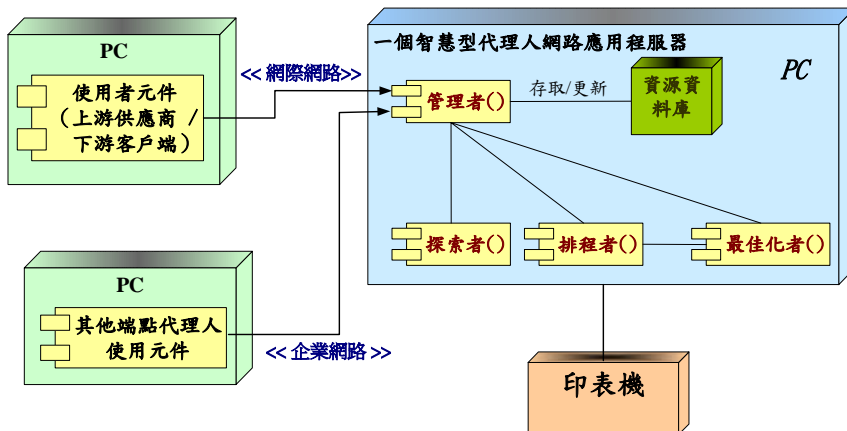 PC
使用者元件
(上游供應商 /
下游客戶端)
<< 網際網路>>
一個智慧型代理人網路應用程服器
PC
管理者()
存取/更新
資源資
料庫
探索者()
排程者()
最佳化者()
PC
其他端點代理人
使用元件
<< 企業網路 >>
印表機